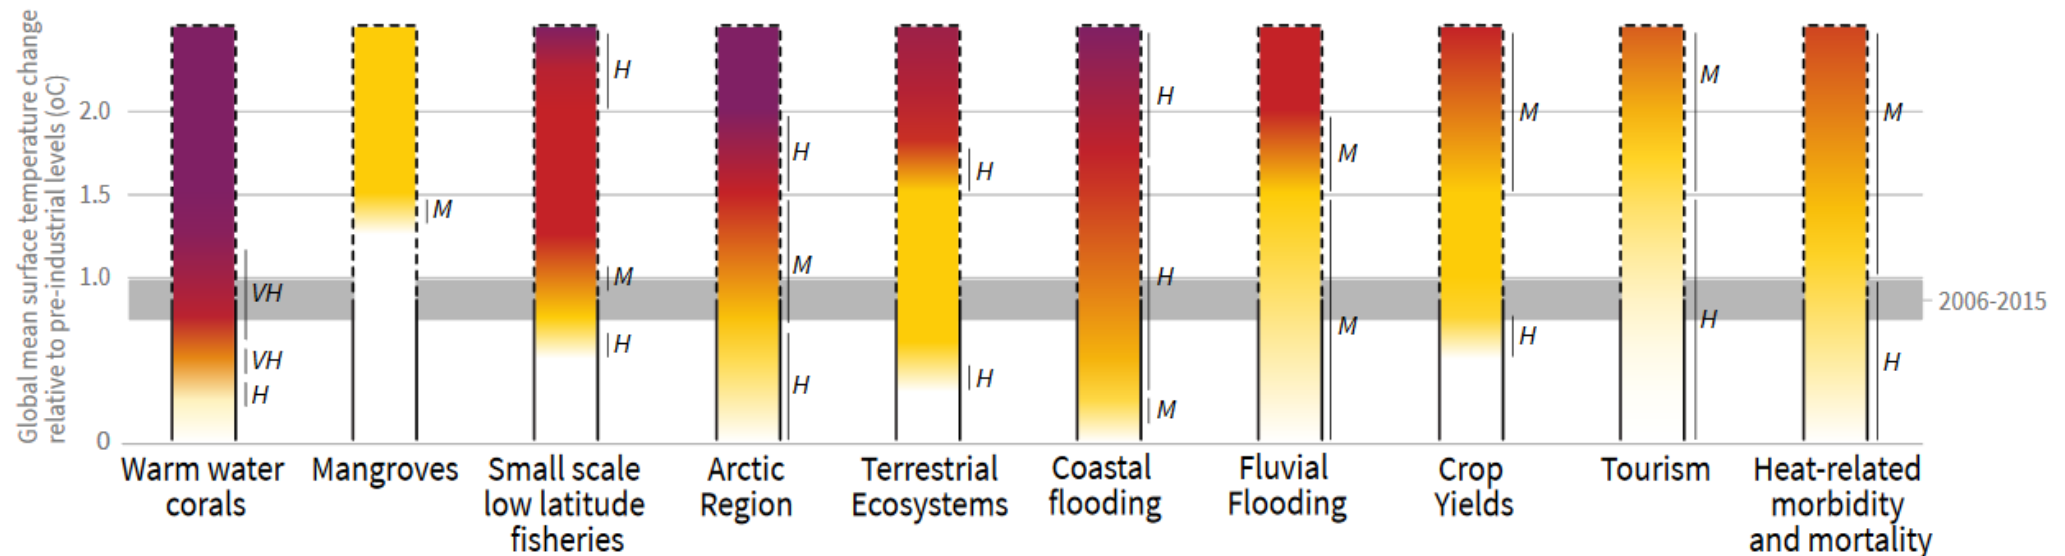 Global mean surface temperature change
relative to pre-industrial levels (oC)
2.0
1.5
1.0
0
VH
VH
H
M
H
M
H
H
M
H
H
H
H
H
M
M
M
M
H
M
H
M
H
2006-2015
Warm water
corals
Mangroves
Small scale
low latitude
fisheries
Arctic
Region
Terrestrial
Ecosystems
Coastal
flooding
Fluvial
Flooding
Crop
Yields
Tourism
Heat-related
morbidity
and mortality